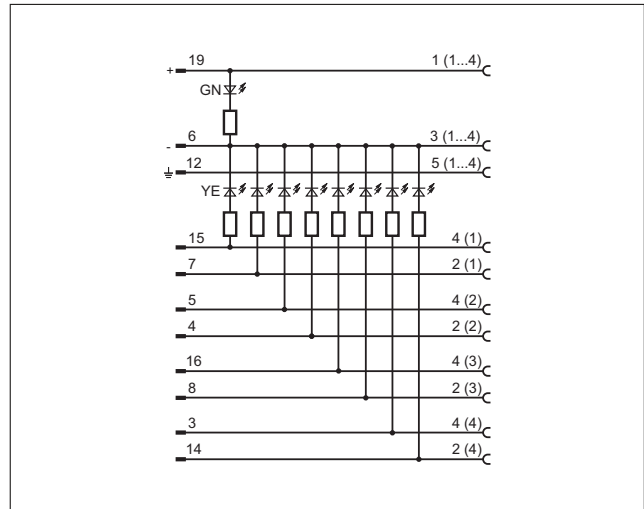 19 1 (1...4)
+
GN
6 3 (1...4)
-
12 5 (1...4)
YE
15 4 (1)
7 2 (1)
5 4 (2)
4 2 (2)
16 4 (3)
8 2 (3)
3 4 (4)
14 2 (4)